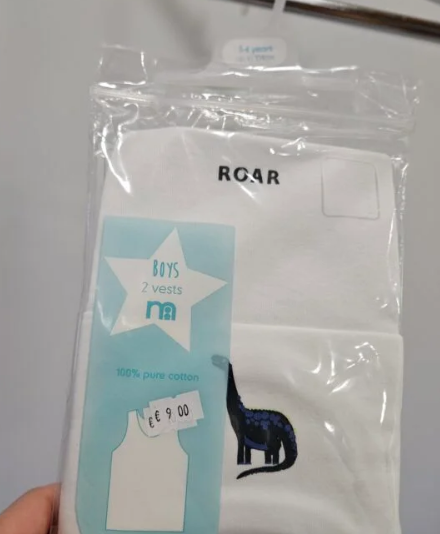 ROAR
BOYS
2 vests
m
100% pure cotton
€ € 9 00